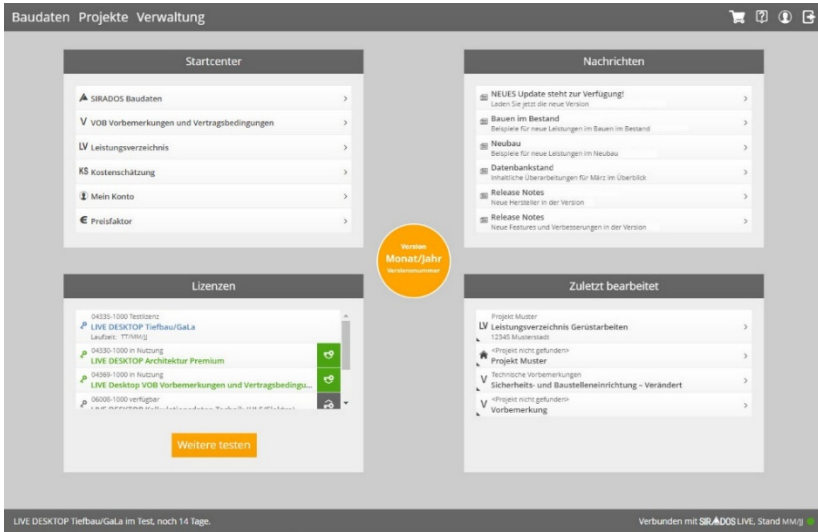 Baudaten Projekte Verwaltung
Startcenter
SIRADOS Baudaten
V VOB Vorbemerkungen und Vertragsbedingungen
LV Leistungsverzeichnis
KS Kostenschätzung
Mein Konto
€ Preisfaktor
Nachrichten
NEUES Update steht zur Verfügung!
Laden Sie jetzt die neue Version
Bauen im Bestand
Beispiele für neue Leistungen im Bauen im Bestand
Neubau
Beispiele für neue Leistungen im Neubau
Datenbankstand
Inhaltliche Überarbeitungen für März im Überblick
Release Notes
Neue Hersteller in der Version
Release Notes
Neue Features und Verbesserungen in der Version
Version
Monat/Jahr
Versionsnummer
Lizenzen
04335-1000 Testlizenz
LIVE DESKTOP Tiefbau/GaLa
Laufzeit: TT/MM/JJ
04330-1000 in Nutzung
LIVE DESKTOP Architektur Premium
04369-1000 in Nutzung
LIVE Desktop VOB Vorbemerkungen und Vertragsbedingu...
06008-1000 verfügbar
Weitere testen
Zuletzt bearbeitet
Projekt Muster
LV Leistungsverzeichnis Gerüstarbeiten
12345 Musterstadt
<Projekt nicht gefunden>
Projekt Muster
Technische Vorbemerkungen
V Sicherheits- und Baustelleneinrichtung – Verändert
<Projekt nicht gefunden>
V Vorbemerkung
LIVE DESKTOP Tiefbau/GaLa im Test, noch 14 Tage.
Verbunden mit SIRADOS LIVE, Stand MM/JJ